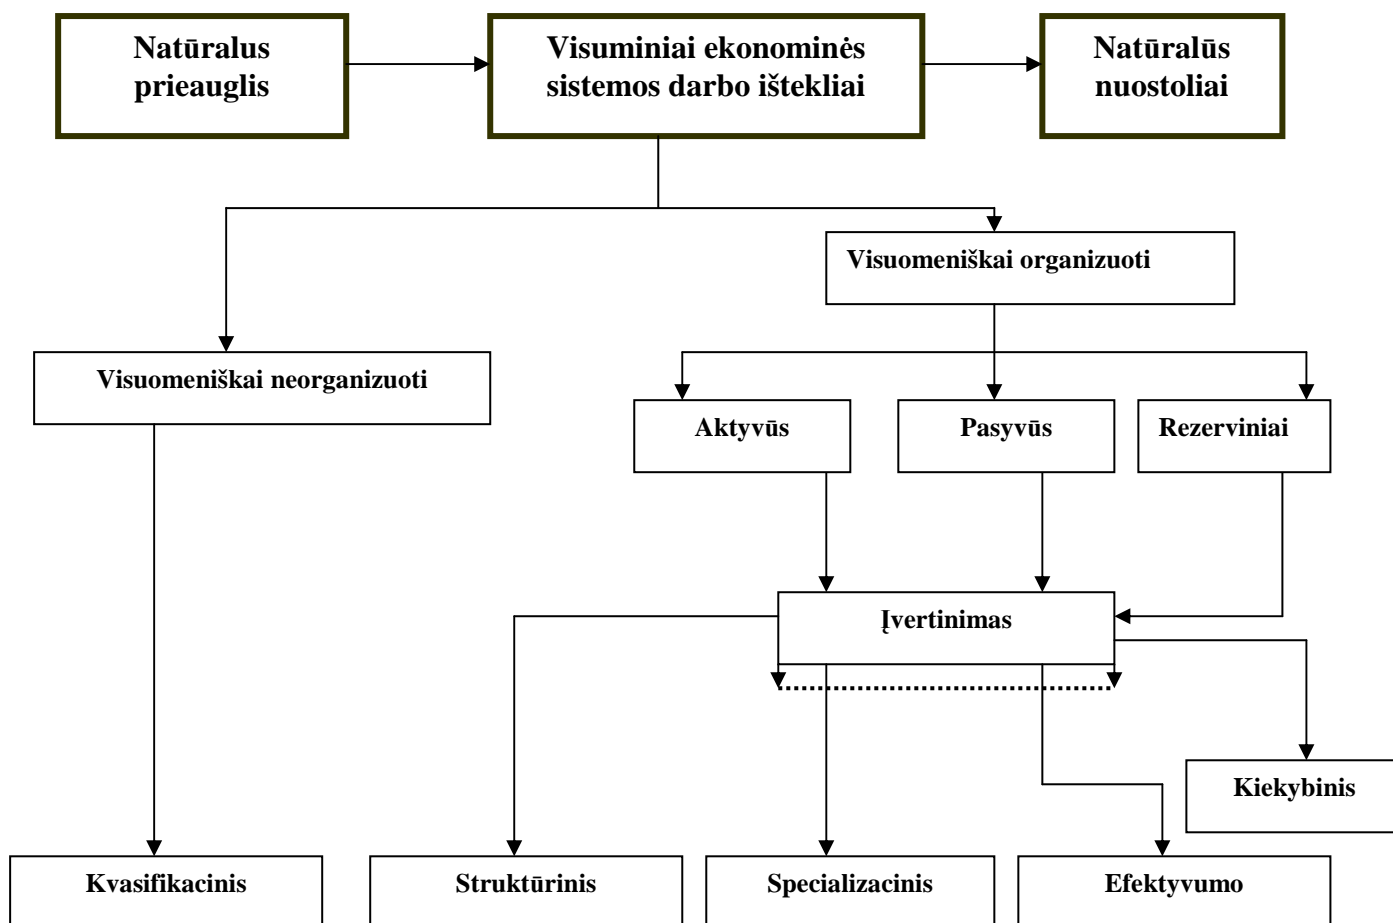 Natūralus
prieauglis
Visuminiai ekonominės
sistemos darbo ištekliai
Natūralūs
nuostoliai
Visuomeniškai organizuoti
Visuomeniškai neorganizuoti
Aktyvūs
Pasyvūs
Rezerviniai
Įvertinimas
Kiekybinis
Kvasifikacinis
Struktūrinis
Specializacinis
Efektyvumo